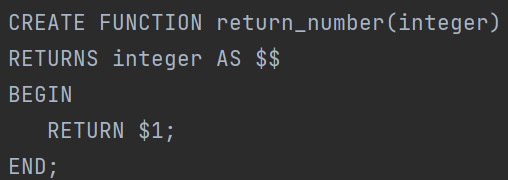 CREATE FUNCTION return_number(integer)
RETURNS integer AS $$
BEGIN
   RETURN $1;
END;